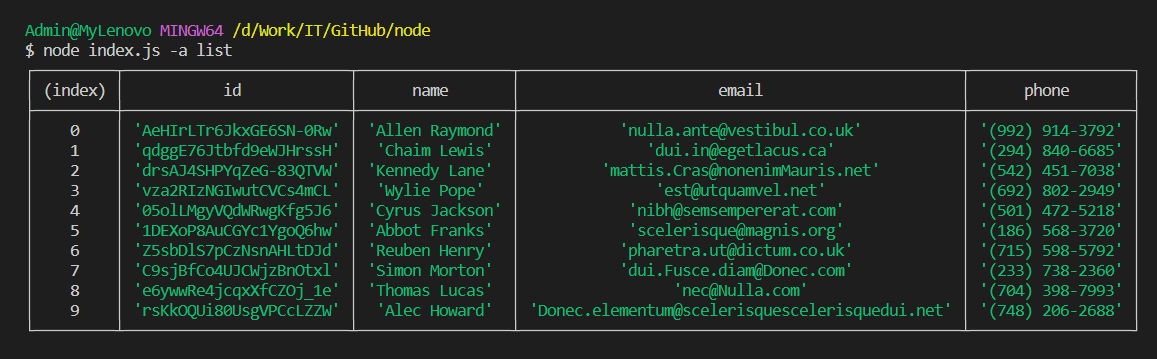 Admin@MyLenovo MINGW64 /d/Work/IT/GitHub/node
$ node index.js -a list
(index) id name email phone
0 'AeHIrLTr6JkxGE6SN-0Rw' 'Allen Raymond' 'nulla.ante@vestibul.co.uk' '(992) 914-3792'
1 'qdggE76Jtbfd9eWJHrssH' 'Chaim Lewis' 'dui.in@egetlacus.ca' '(294) 840-6685'
2 'drsAJ4SHPYqZeG-83QTVW' 'Kennedy Lane' 'mattis.Cras@nonenimMauris.net' '(542) 451-7038'
3 'vza2RIzNGIwutCVCs4mCL' 'Wylie Pope' 'est@utquamvel.net' '(692) 802-2949'
4 '05olLMgyVQdWRwgKfg5J6' 'Cyrus Jackson' 'nibh@semsempererat.com' '(501) 472-5218'
5 '1DEXoP8AuCGYc1YgoQ6hw' 'Abbot Franks' 'scelerisque@magnis.org' '(186) 568-3720'
6 'Z5sbDlS7pCzNsnAHLtDJd' 'Reuben Henry' 'pharetra.ut@dictum.co.uk' '(715) 598-5792'
7 'C9sjBfCo4UJCWjzBnOtxl' 'Simon Morton' 'dui.Fusce.diam@Donec.com' '(233) 738-2360'
8 'e6ywwRe4jcqxXfCZOj_1e' 'Thomas Lucas' 'nec@Nulla.com' '(704) 398-7993'
9 'rsKkOQUi80UsgVPCcLZZW' 'Alec Howard' 'Donec.elementum@scelerisquescelerisquedui.net' '(748) 206-2688'